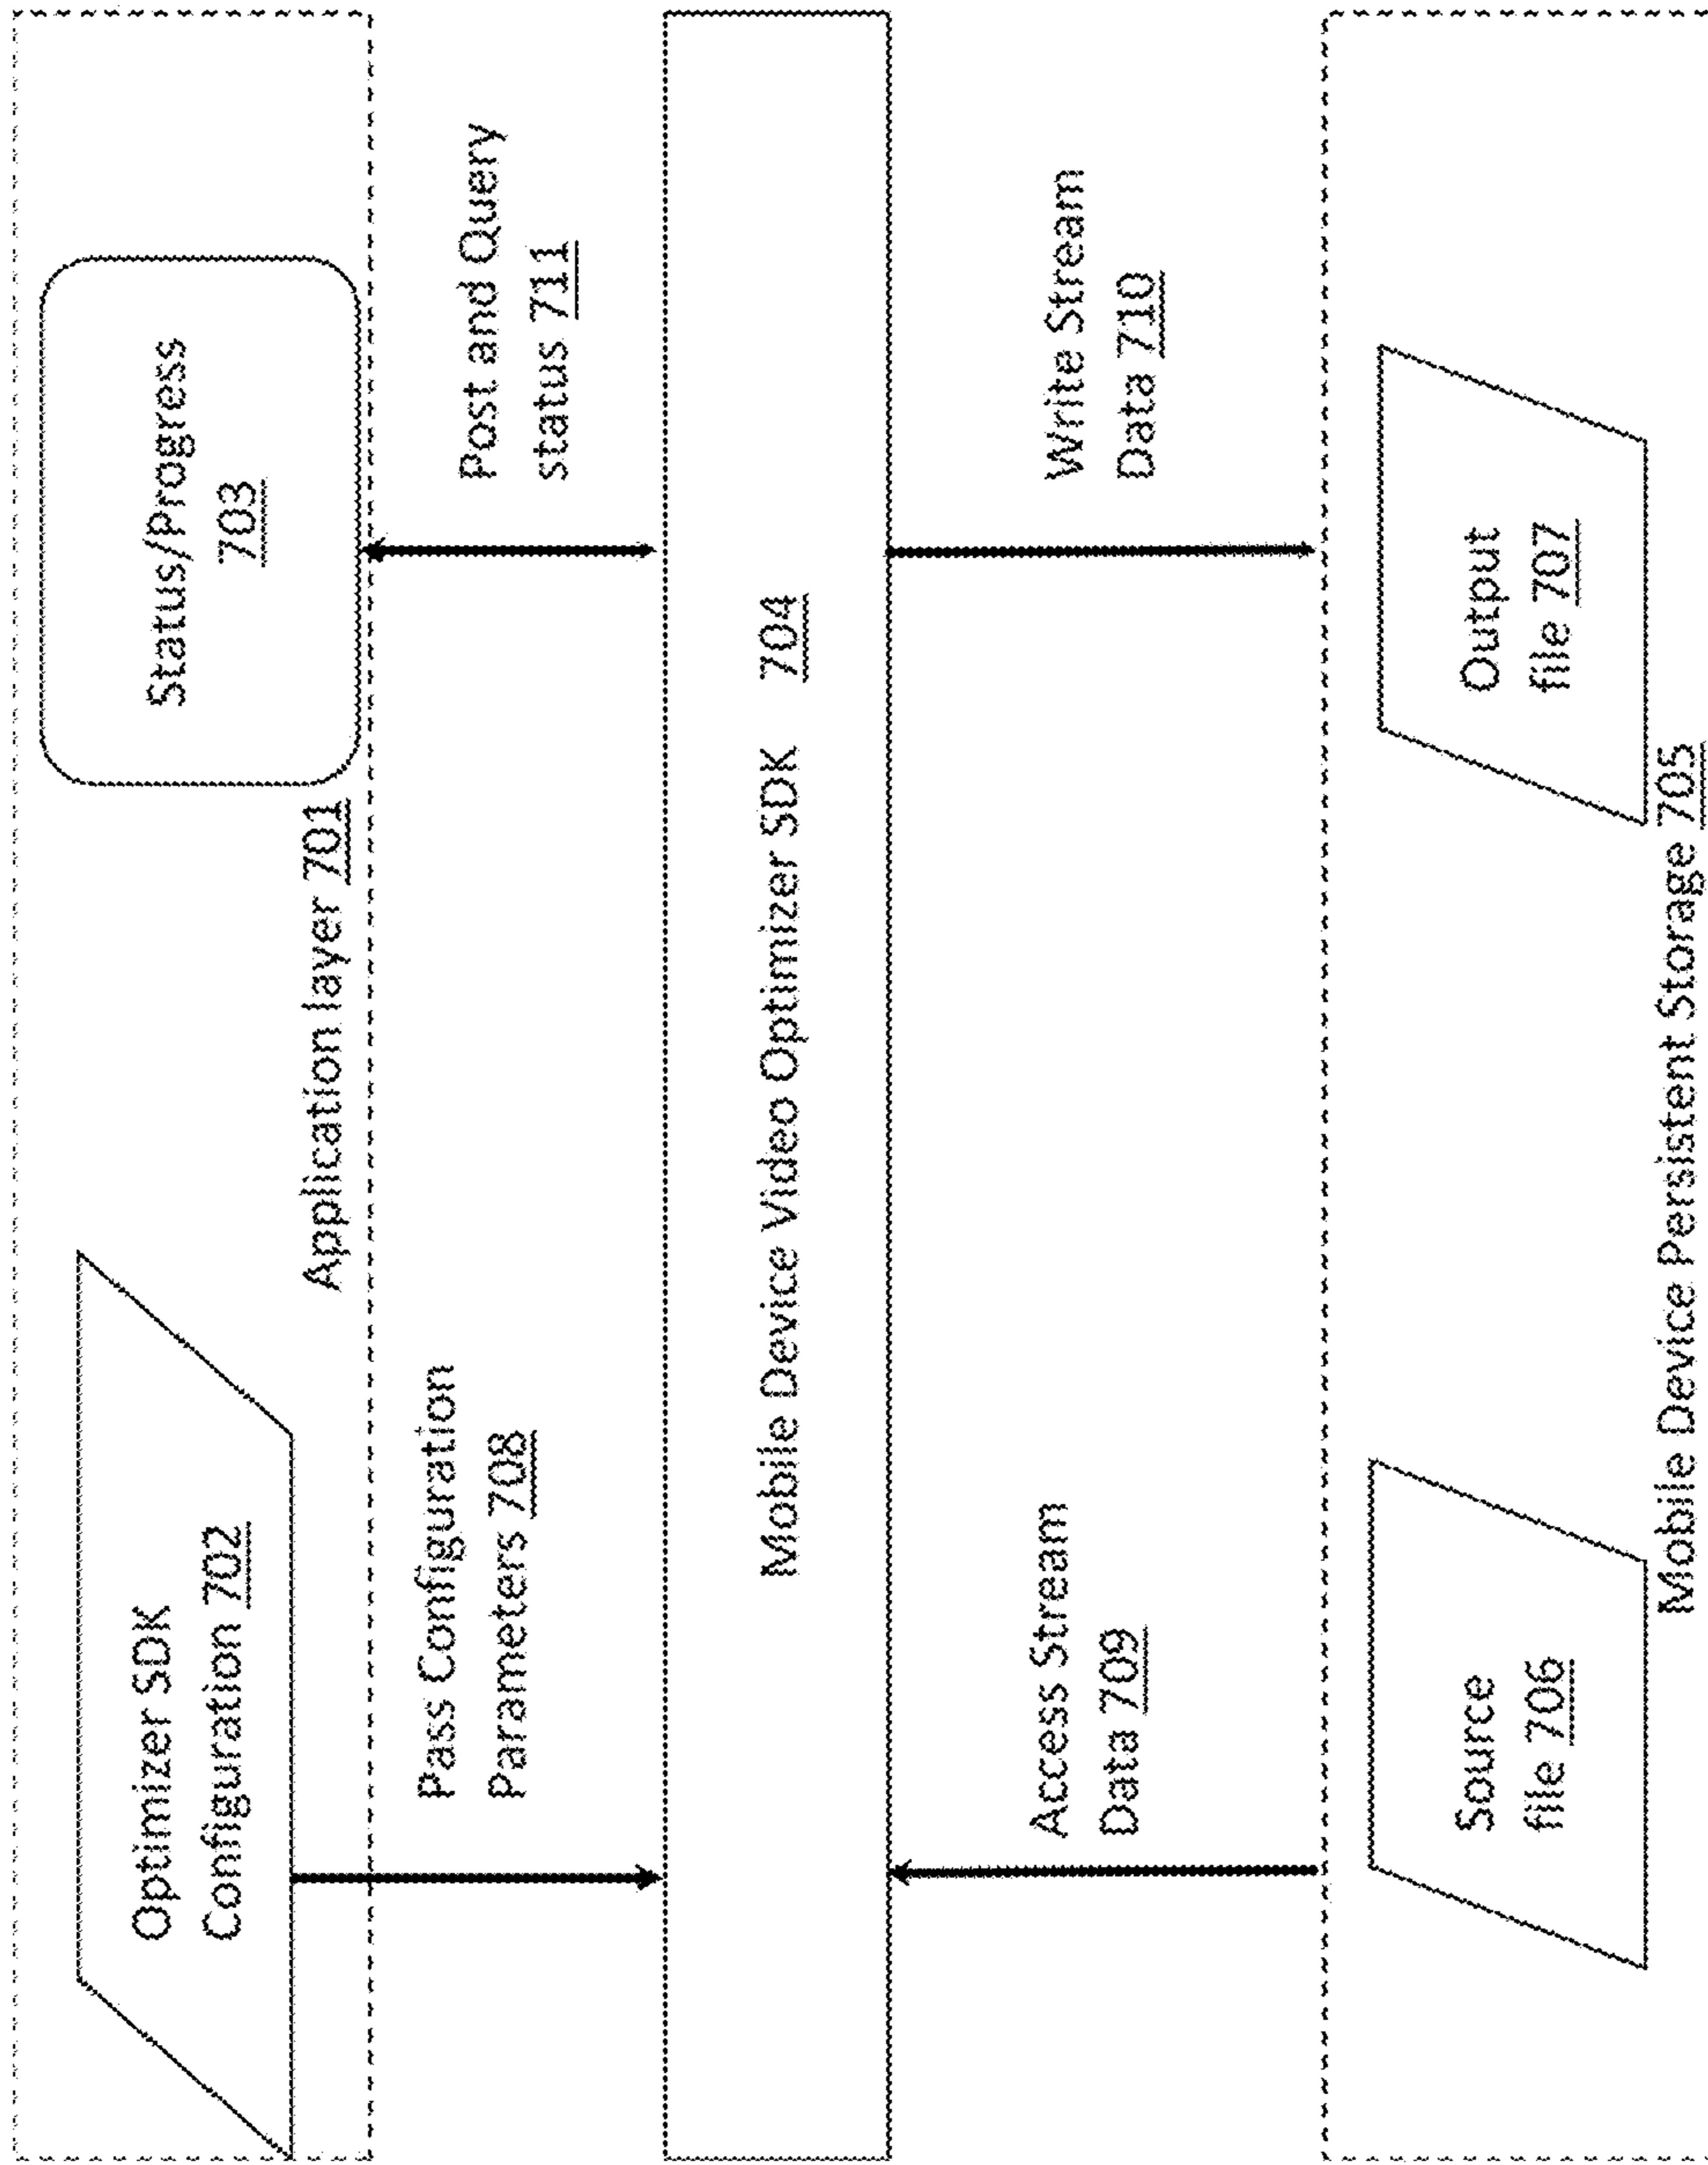 Optimizer SDK
Configuration 702
Status/Progress
703
Application layer 701
Pass Configuration
Parameters 708
Post and Query
status 711
Mobile Device Video Optimizer SDK 704
Access Stream
Data 709
Write Stream
Data 710
Source
file 706
Output
file 707
Mobile Device Persistent Storage 705